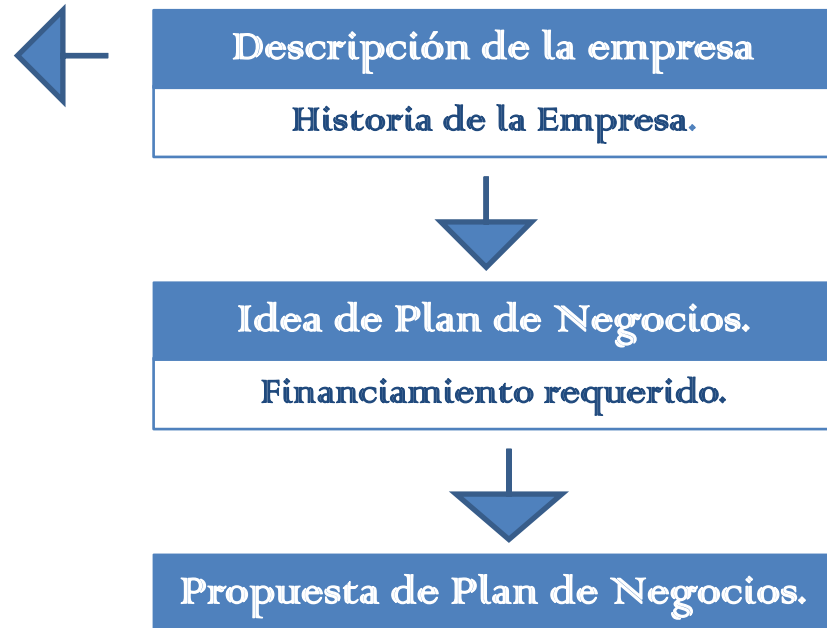 Descripción de la empresa
Historia de la Empresa.
Idea de Plan de Negocios.
Financiamiento requerido.
Propuesta de Plan de Negocios.